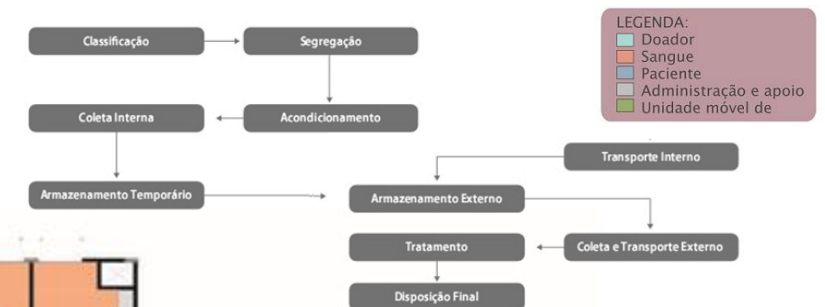 Classificação
Segregação
Coleta Interna
Acondicionamento
Armazenamento Temporário
Transporte Interno
Armazenamento Externo
Coleta e Transporte Externo
Tratamento
Disposição Final
LEGENDA:
Doador
Sangue
Paciente
Administração e apoio
Unidade móvel de